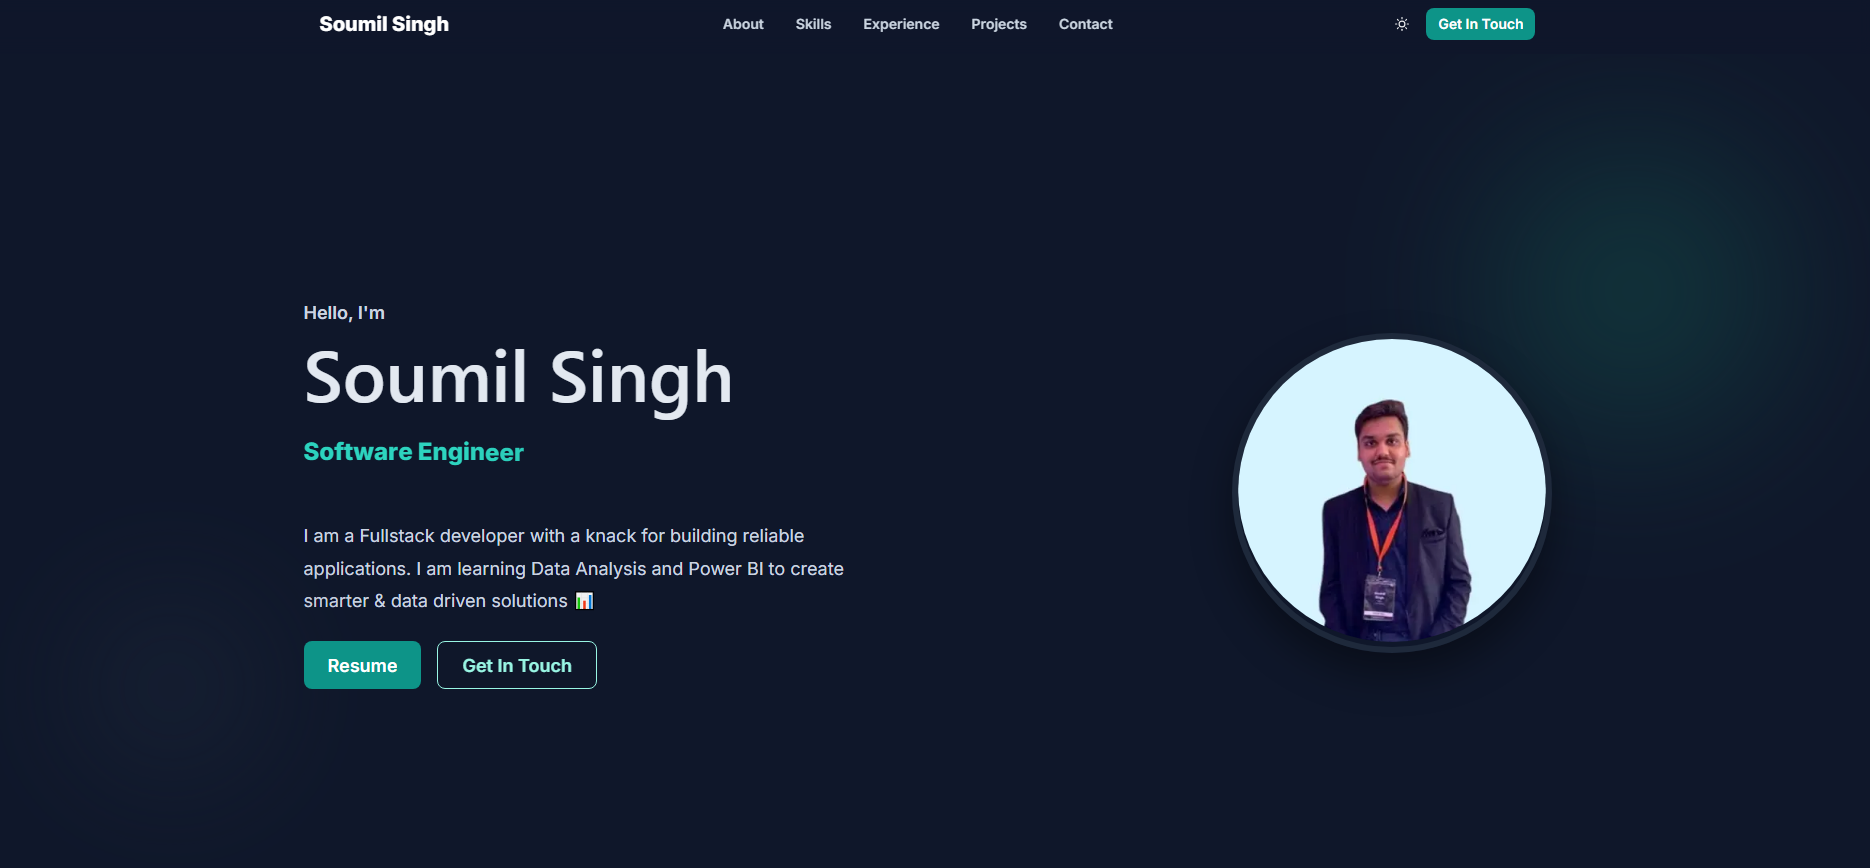 Soumil Singh
About
Skills
Experience
Projects
Contact
Get In Touch
Hello, I'm
Soumil Singh
Software Engineer
I am a Fullstack developer with a knack for building reliable
applications. I am learning Data Analysis and Power BI to create
smarter & data driven solutions 📊
Resume
Get In Touch